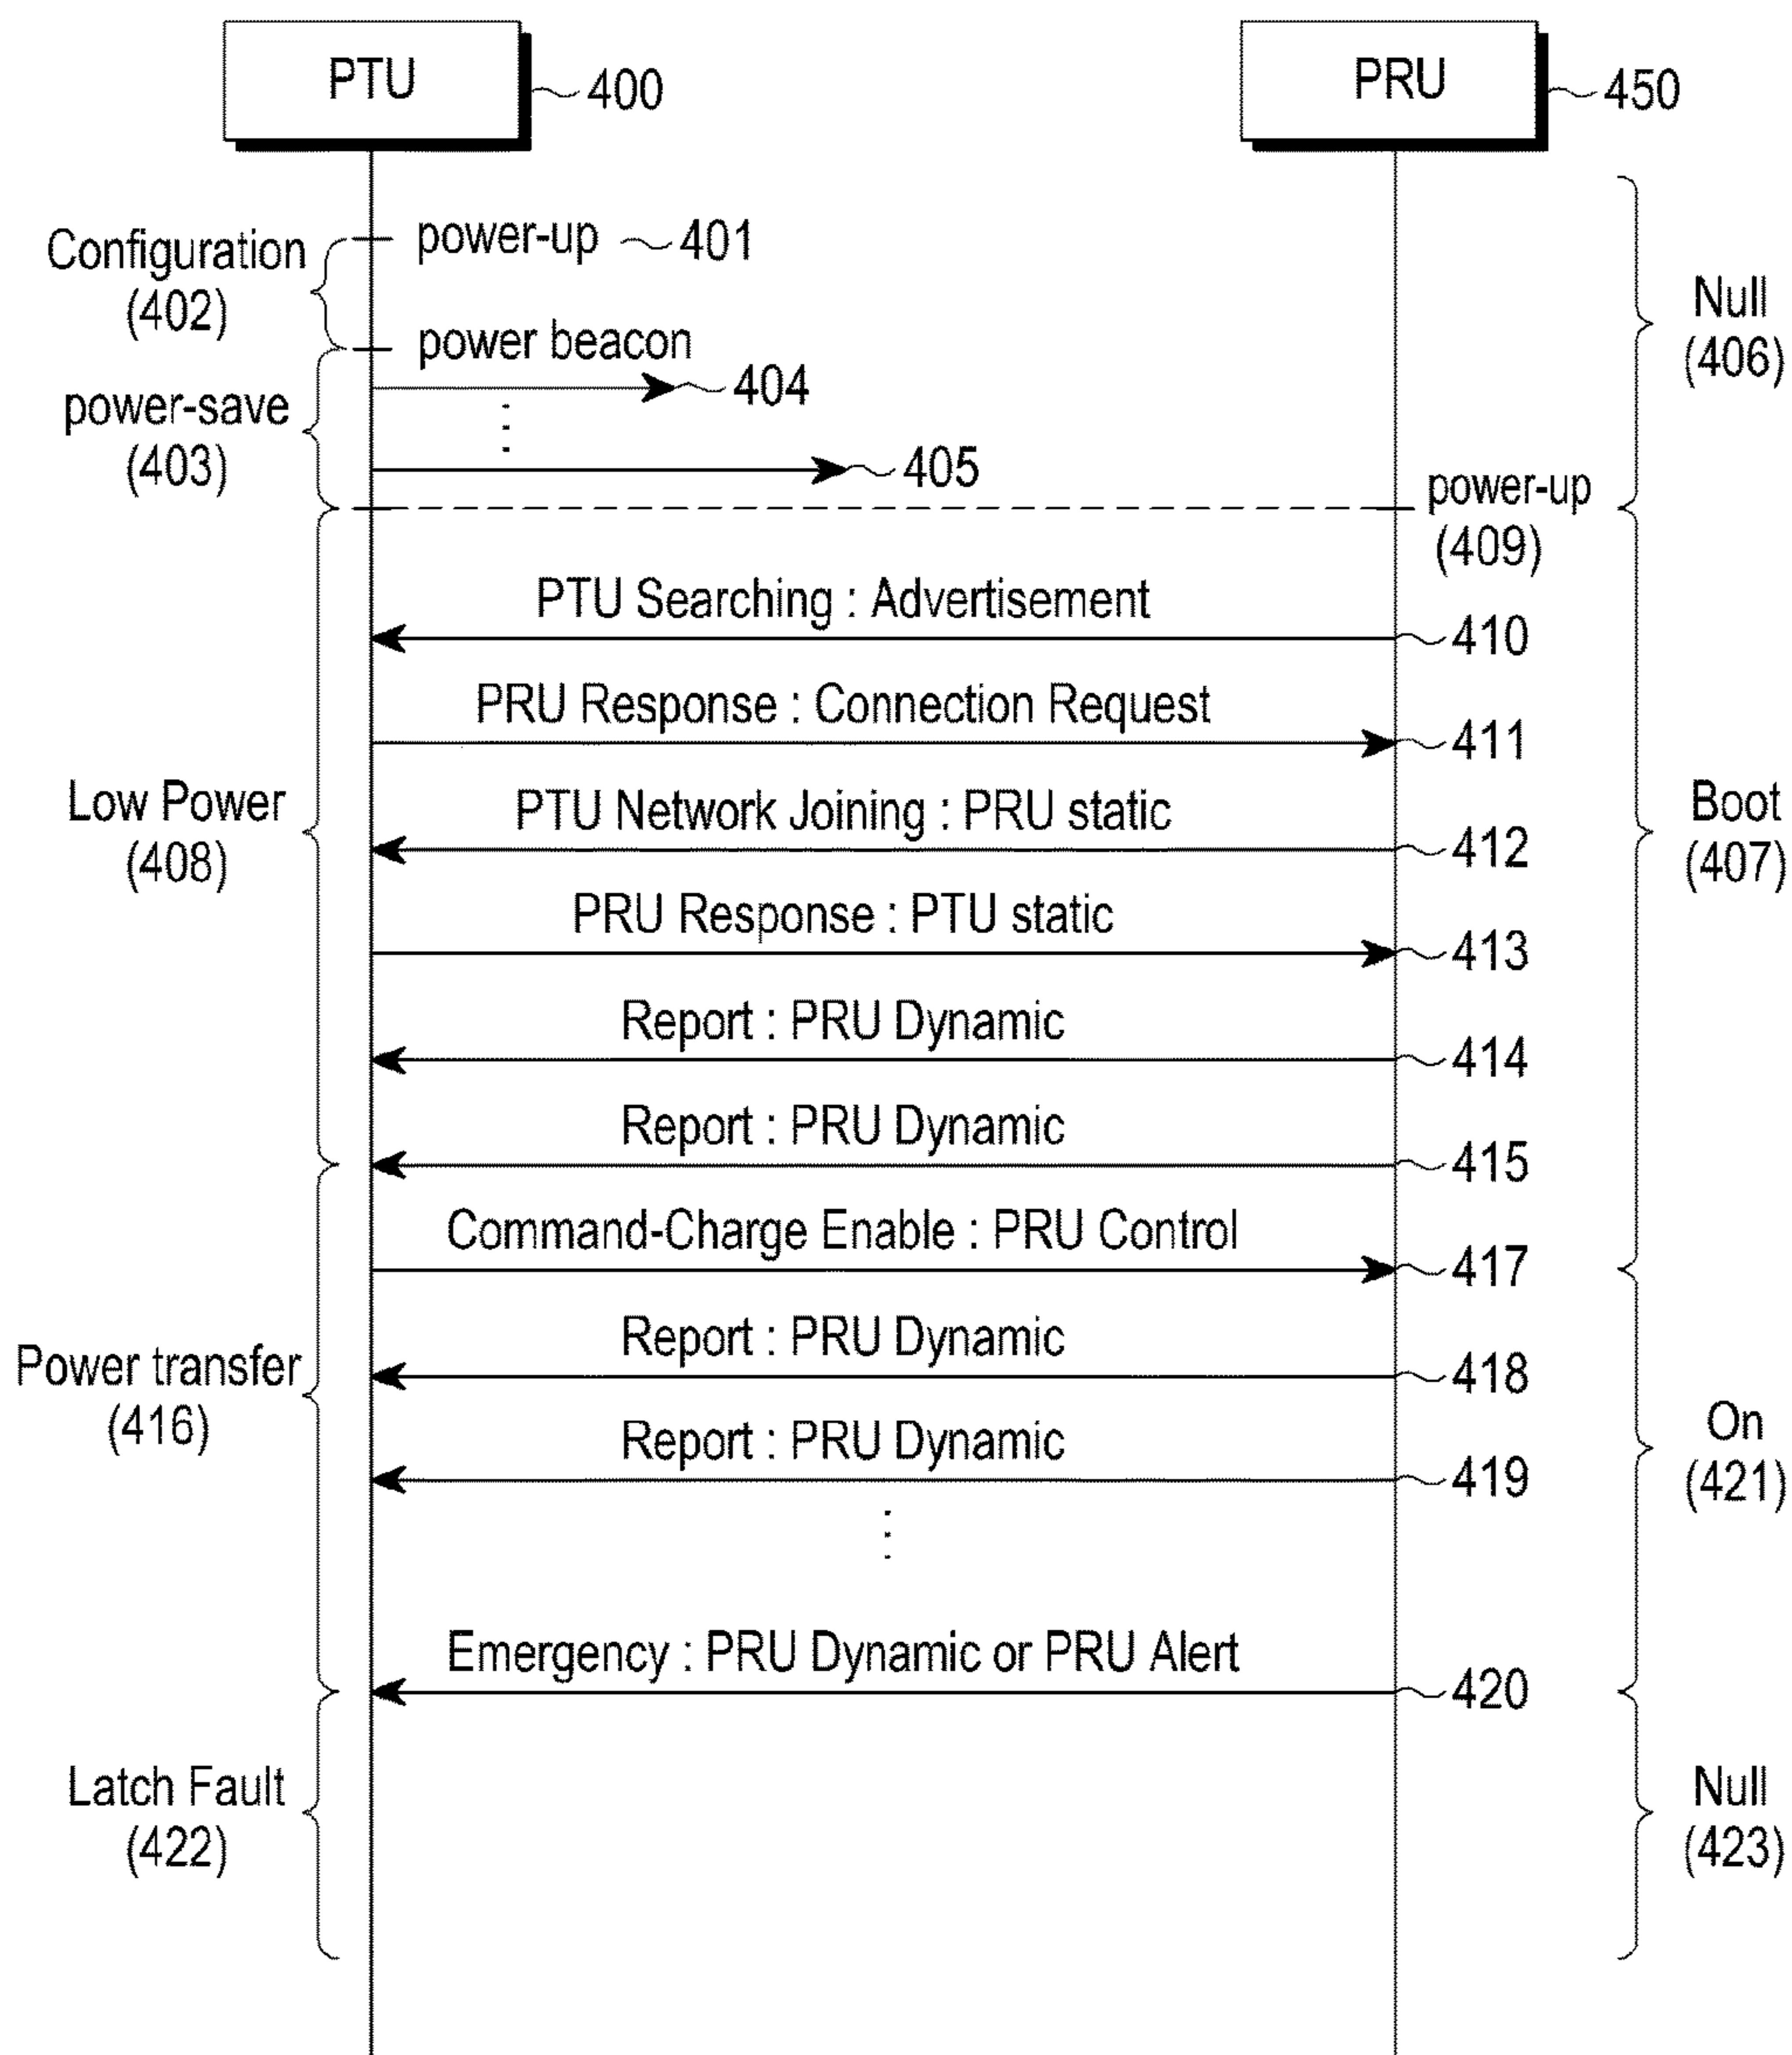 PTU
400
PRU
450
Configuration
(402)
power-up
401
Null
(406)
power beacon
404
power-save
(403)
405
power-up
(409)
PTU Searching : Advertisement
410
PRU Response : Connection Request
411
Low Power
(408)
PTU Network Joining : PRU static
412
Boot
(407)
PRU Response : PTU static
413
Report : PRU Dynamic
414
Report : PRU Dynamic
415
Command-Charge Enable : PRU Control
417
Report : PRU Dynamic
418
Power transfer
(416)
Report : PRU Dynamic
419
On
(421)
Emergency : PRU Dynamic or PRU Alert
420
Latch Fault
(422)
Null
(423)